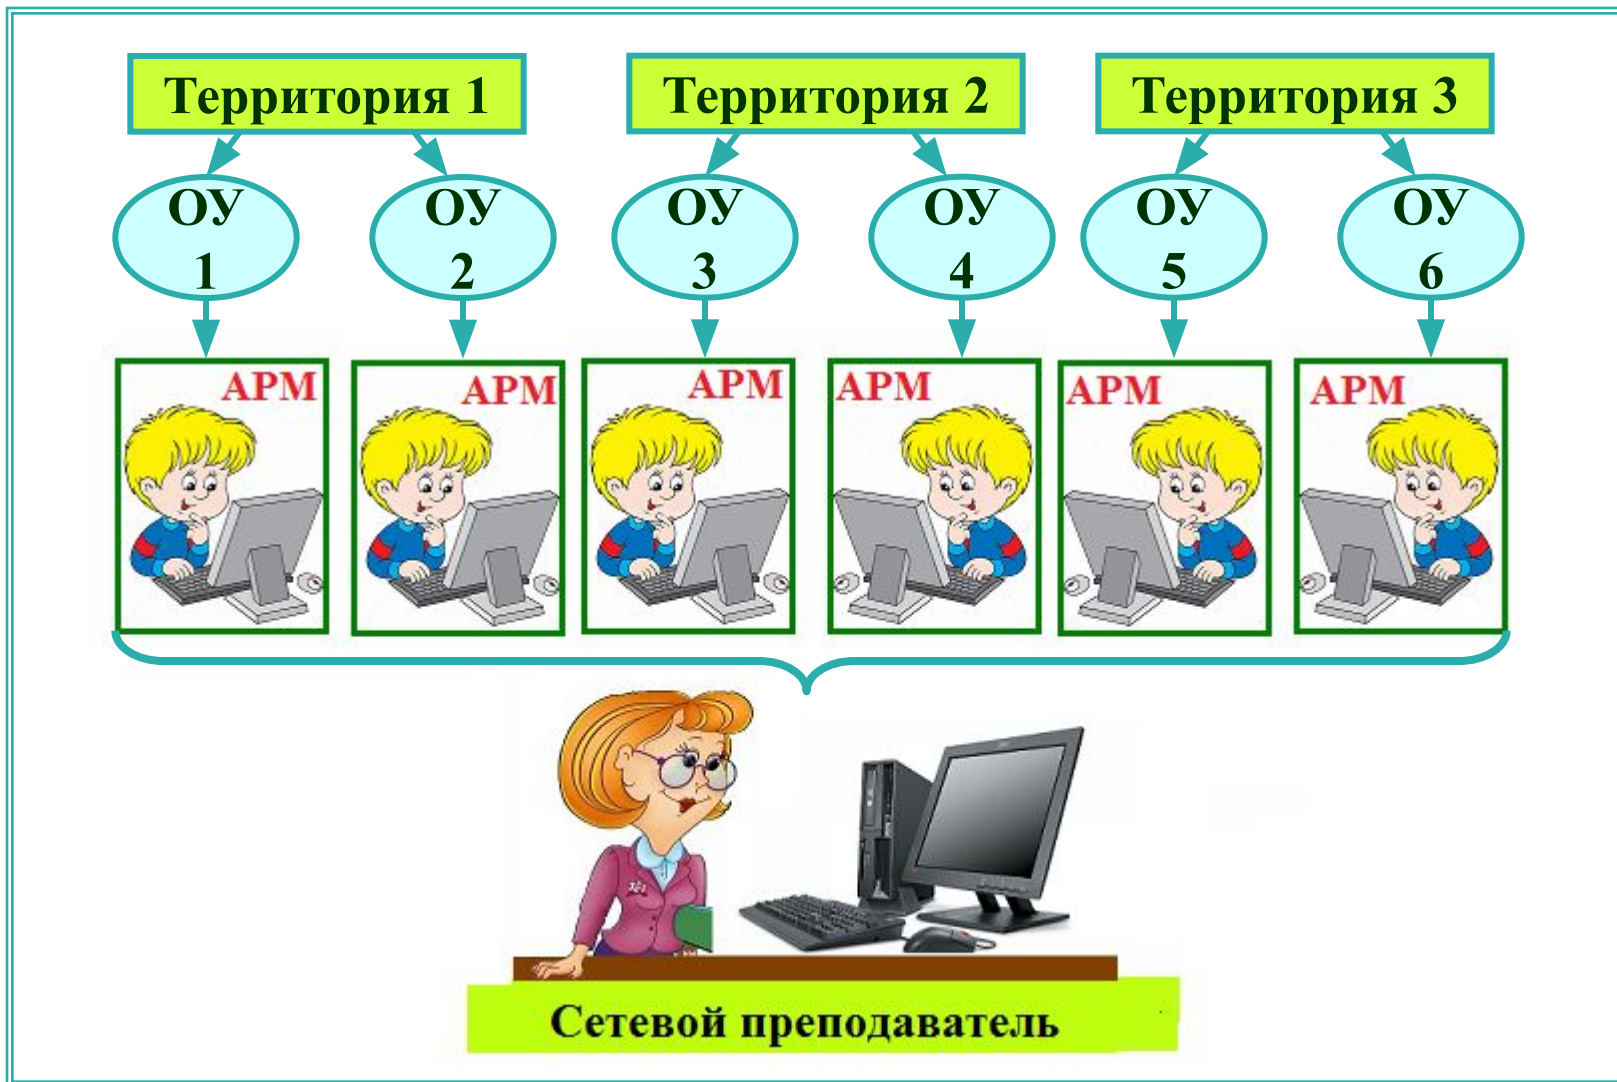 Территория 1
Территория 2
Территория 3
ОУ
1
ОУ
2
ОУ
3
ОУ
4
ОУ
5
ОУ
6
АРМ
АРМ
АРМ
АРМ
АРМ
АРМ
Сетевой преподаватель